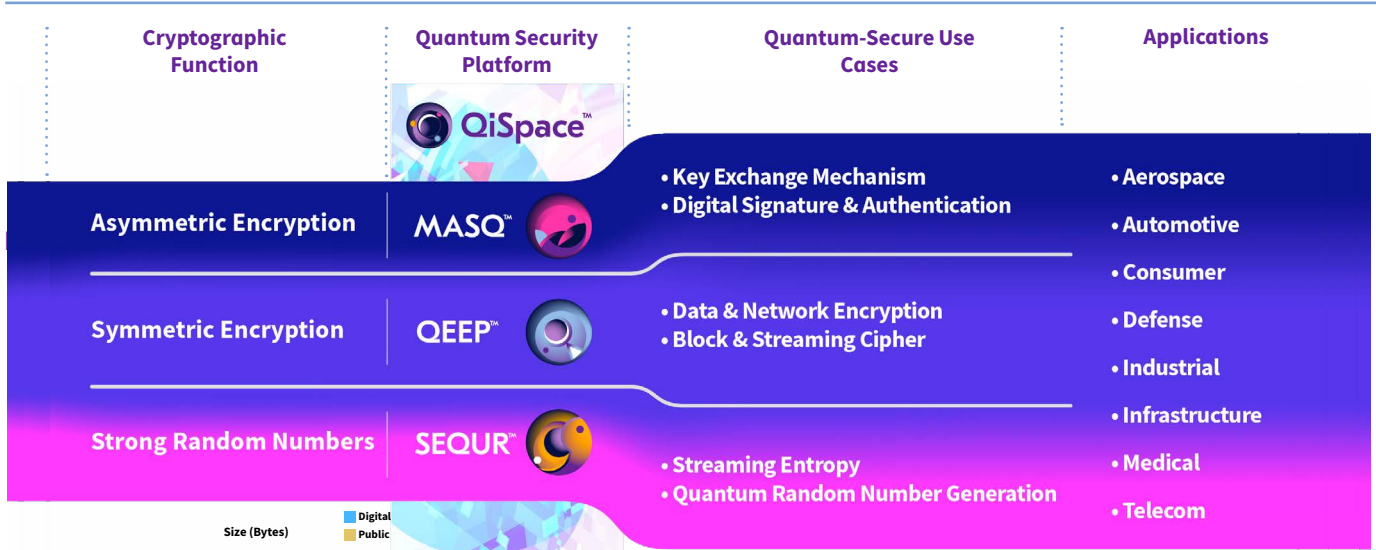 Cryptographic
Function
Quantum Security
Platform
Quantum-Secure Use
Cases
Applications
QiSpace™
Asymmetric Encryption
MASQ™
• Key Exchange Mechanism
• Digital Signature & Authentication
Symmetric Encryption
QEEP™
• Data & Network Encryption
• Block & Streaming Cipher
Strong Random Numbers
SEQUR™
• Streaming Entropy
• Quantum Random Number Generation
• Aerospace
• Automotive
• Consumer
• Defense
• Industrial
• Infrastructure
• Medical
• Telecom
Size (Bytes)
Digital
Public